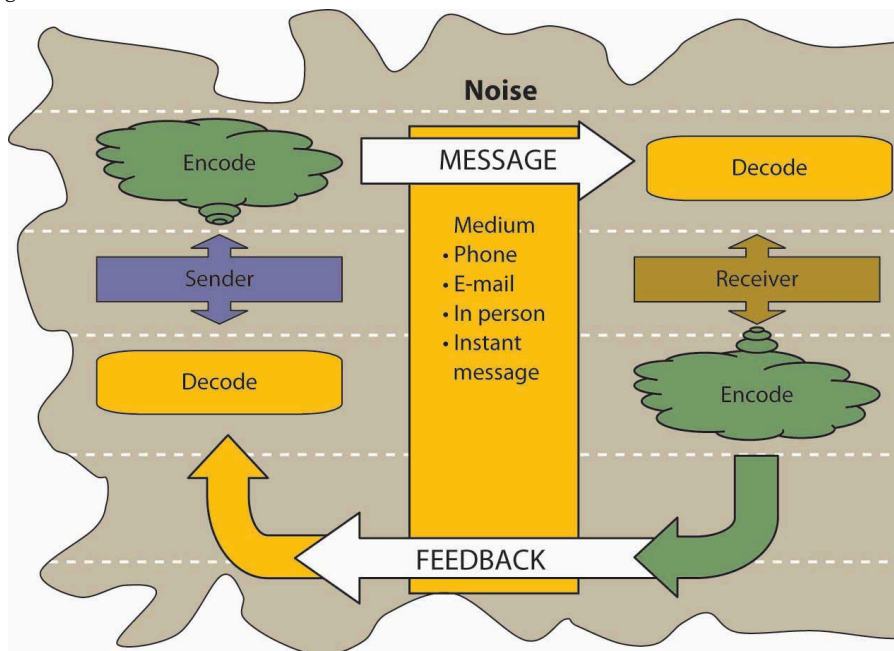 Noise
Encode
MESSAGE
Decode
Medium
• Phone
• E-mail
• In person
• Instant
message
Sender
Receiver
Decode
Encode
FEEDBACK